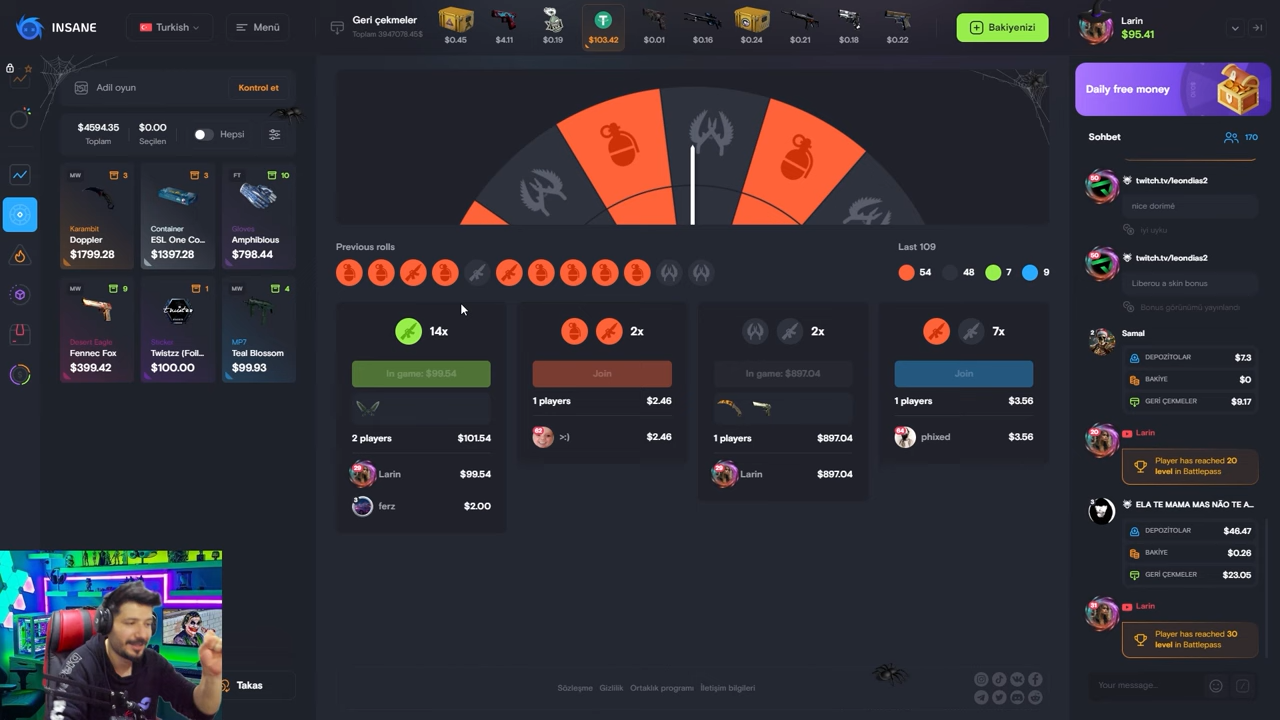 INSANE
Turkish
Menü
Geri çekmeler
Toplam 3947078.45$
$0.45
$4.11
$0.19
$103.42
$0.01
$0.16
$0.24
$0.21
$0.18
$0.22
Bakiyenizi
Larin
$95.41
Adil oyun
Kontrol et
$4594.35
Toplam
$0.00
Seçilen
Hepsi
MW
3
Karambit
Doppler
$1799.28
3
Container
ESL One Co...
$1397.28
FT
10
Gloves
Amphibious
$798.44
MW
9
Desert Eagle
Fennec Fox
$399.42
1
Sticker
Twistzz (Foil...
$100.00
MW
4
MP7
Teal Blossom
$99.93
Takas
Previous rolls
Last 109
54
48
7
9
14x
In game: $99.54
2 players
$101.54
Larin
$99.54
ferz
$2.00
2x
Join
1 players
$2.46
>:)
$2.46
2x
In game: $897.04
1 players
$897.04
Larin
$897.04
7x
Join
1 players
$3.56
phixed
$3.56
Sözleşme
Gizlilik
Ortaklık programı
İletişim bilgileri
Daily free money
Sohbet
170
twitch.tv/leondias2
nice dorimé
iyi uyku
twitch.tv/leondias2
Liberou a skin bonus
Bonus görünümü yayınlandı
Samal
DEPOZİTOLAR
$7.3
BAKİYE
$0
GERİ ÇEKMELER
$9.17
Larin
Player has reached 20
level in Battlepass
ELA TE MAMA MAS NÃO TE A...
DEPOZİTOLAR
$46.47
BAKİYE
$0.26
GERİ ÇEKMELER
$23.05
Larin
Player has reached 30
level in Battlepass
Your message...